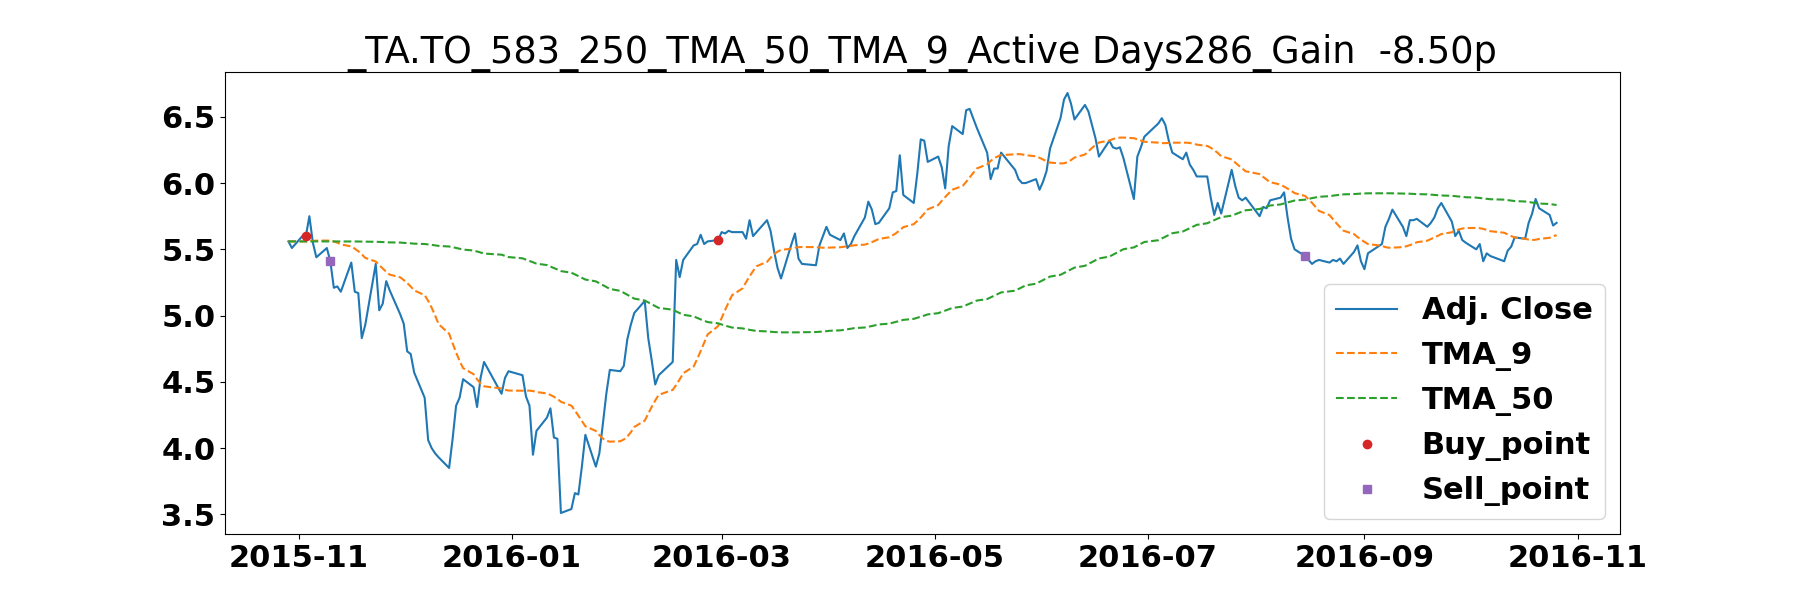 _TA.TO_583_250_TMA_50_TMA_9_Active Days286_Gain  -8.50p
6.5
6.0
5.5
5.0
4.5
4.0
3.5
Adj. Close
TMA_9
TMA_50
Buy_point
Sell_point
2015-11 2016-01 2016-03 2016-05 2016-07 2016-09 2016-11